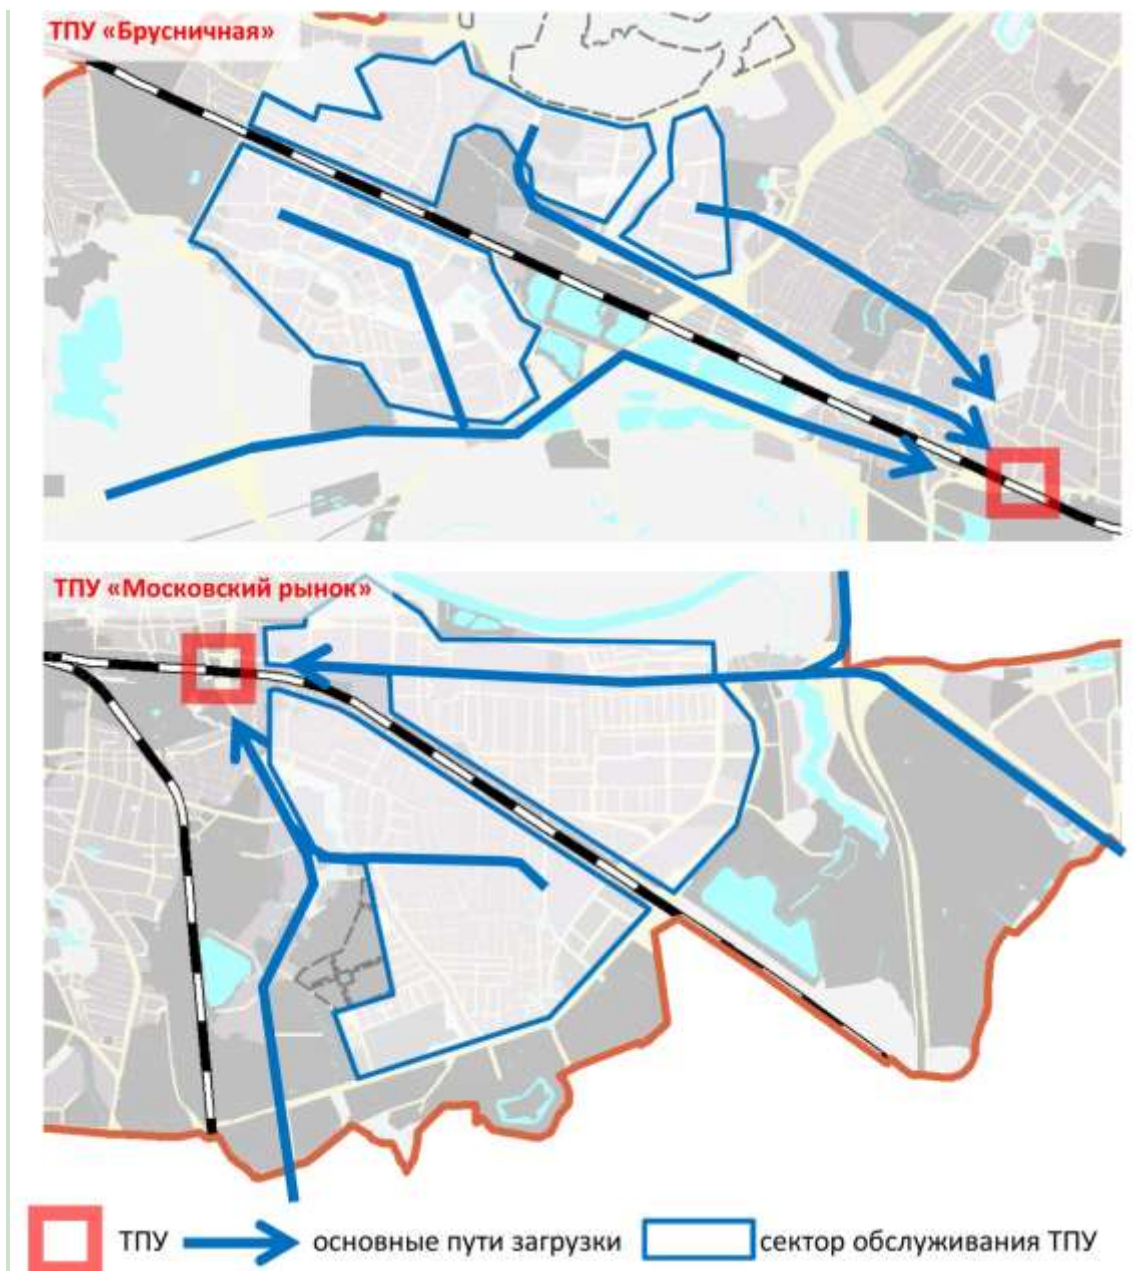 ТПУ «Брусничная»
ТПУ «Московский рынок»
ТПУ основные пути загрузки сектор обслуживания ТПУ